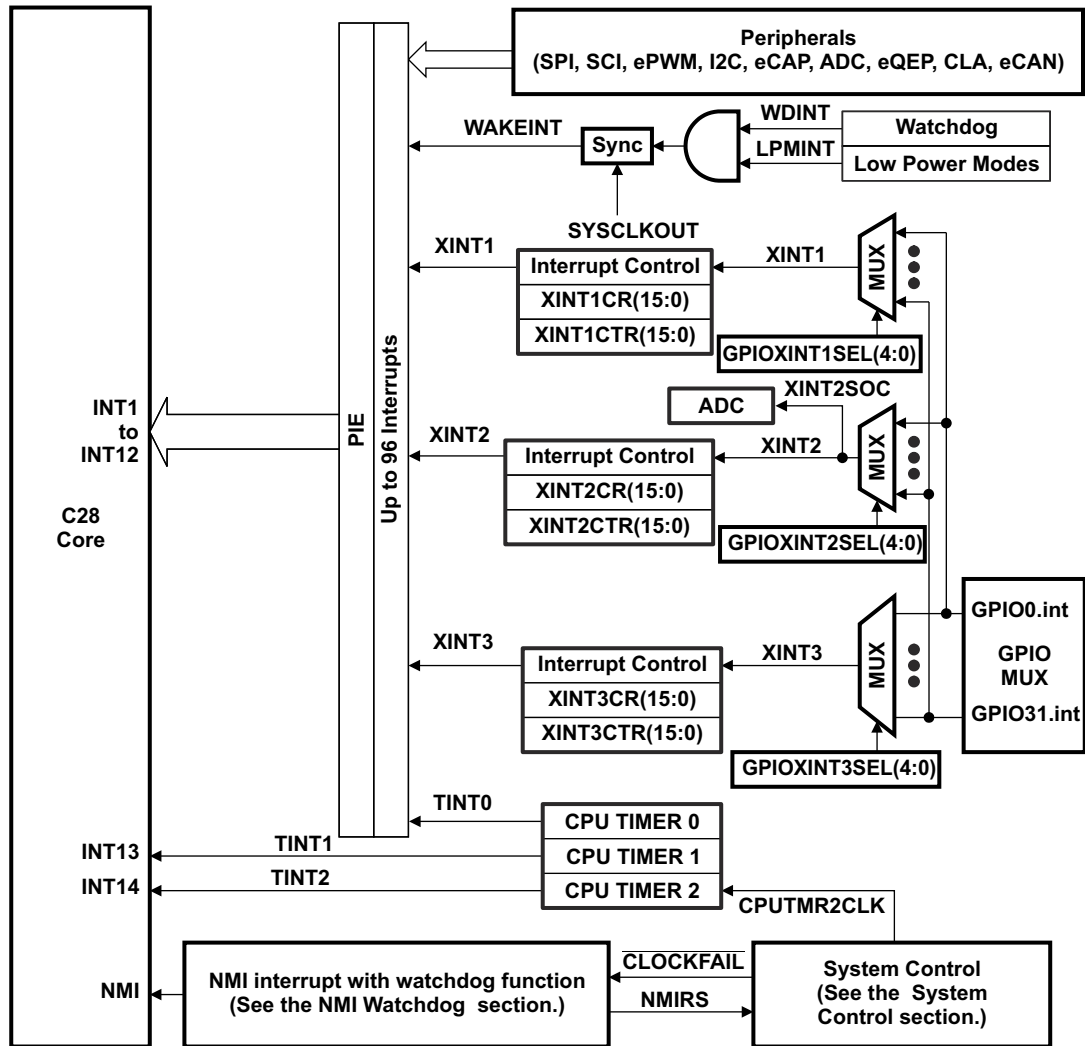 Peripherals
(SPI, SCI, ePWM, I2C, eCAP, ADC, eQEP, CLA, eCAN)
WAKEINT
Sync
WDINT
LPMINT
Watchdog
Low Power Modes
SYSCLKOUT
XINT1
Interrupt Control
XINT1CR(15:0)
XINT1CTR(15:0)
XINT1
MUX
GPIOXINT1SEL(4:0)
INT1
to
INT12
C28
Core
PIE
Up to 96 Interrupts
ADC
XINT2SOC
XINT2
Interrupt Control
XINT2CR(15:0)
XINT2CTR(15:0)
XINT2
MUX
GPIOXINT2SEL(4:0)
XINT3
Interrupt Control
XINT3CR(15:0)
XINT3CTR(15:0)
XINT3
MUX
GPIOXINT3SEL(4:0)
GPIO0.int
GPIO
MUX
GPIO31.int
TINT0
CPU TIMER 0
INT13
TINT1
CPU TIMER 1
INT14
TINT2
CPU TIMER 2
CPUTMR2CLK
NMI
NMI interrupt with watchdog function
(See the NMI Watchdog section.)
CLOCKFAIL
NMIRS
System Control
(See the System
Control section.)